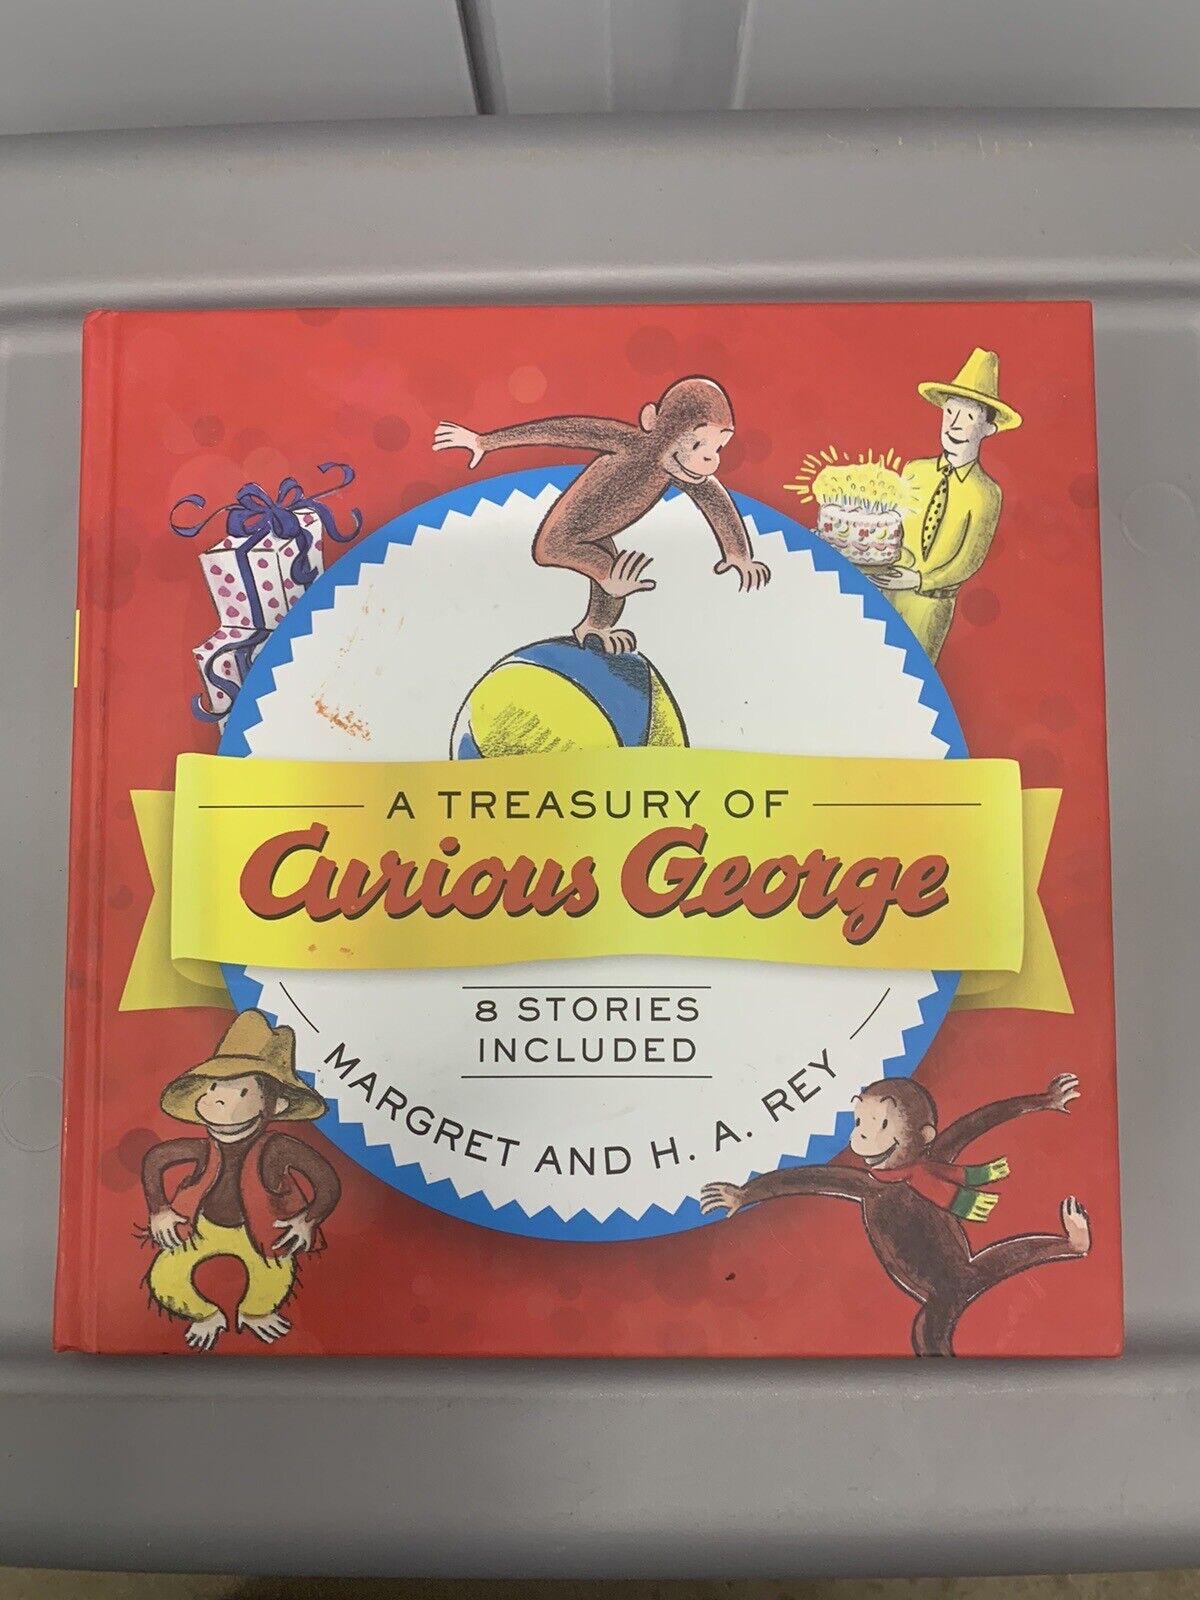 A TREASURY OF
Curious George
8 STORIES
INCLUDED
MARGRET AND H. A. REY